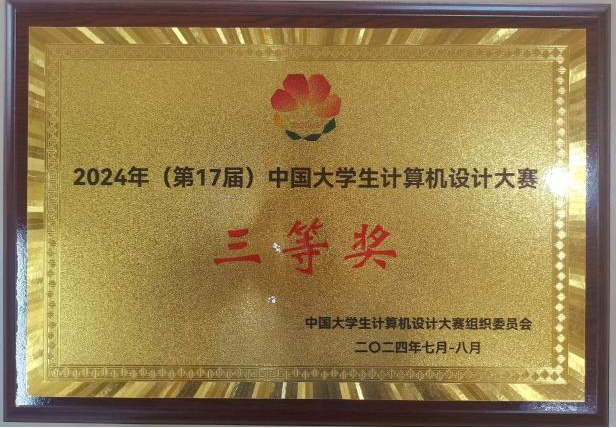 2024年（第17届）中国大学生计算机设计大赛
三等奖
中国大学生计算机设计大赛组织委员会
二〇二四年七月-八月